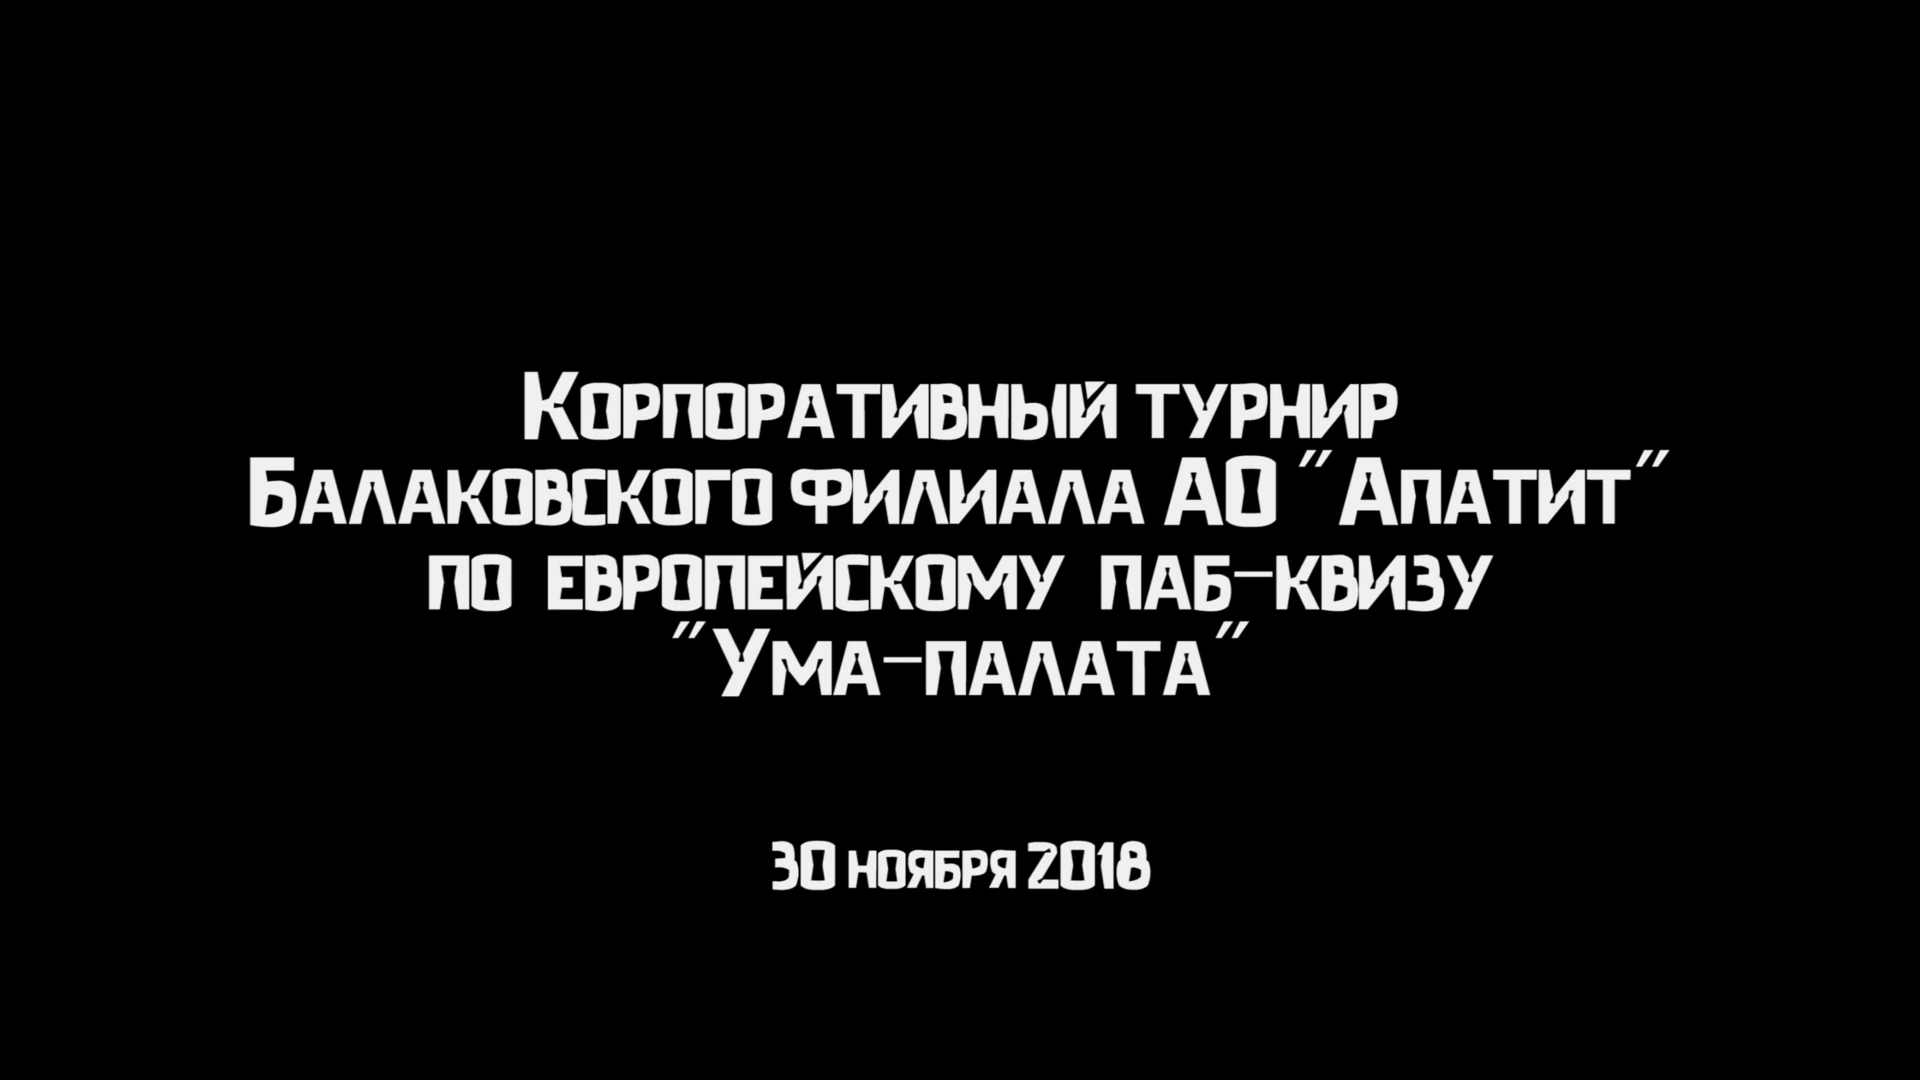 Корпоративный турнир
Балаковского филиала АО "Апатит"
по европейскому паб-квизу
"Ума-палата"
30 ноября 2018